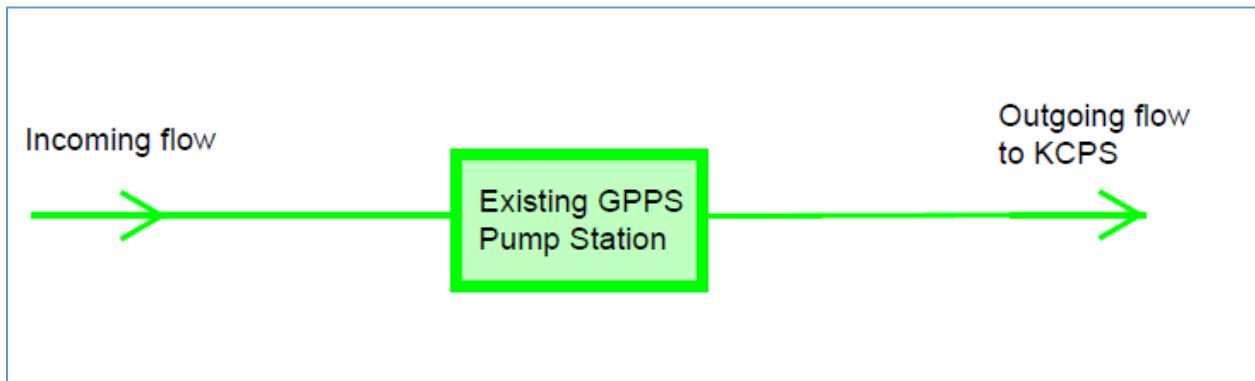 Incoming flow
Outgoing flow
to KCPS
Existing GPPS
Pump Station